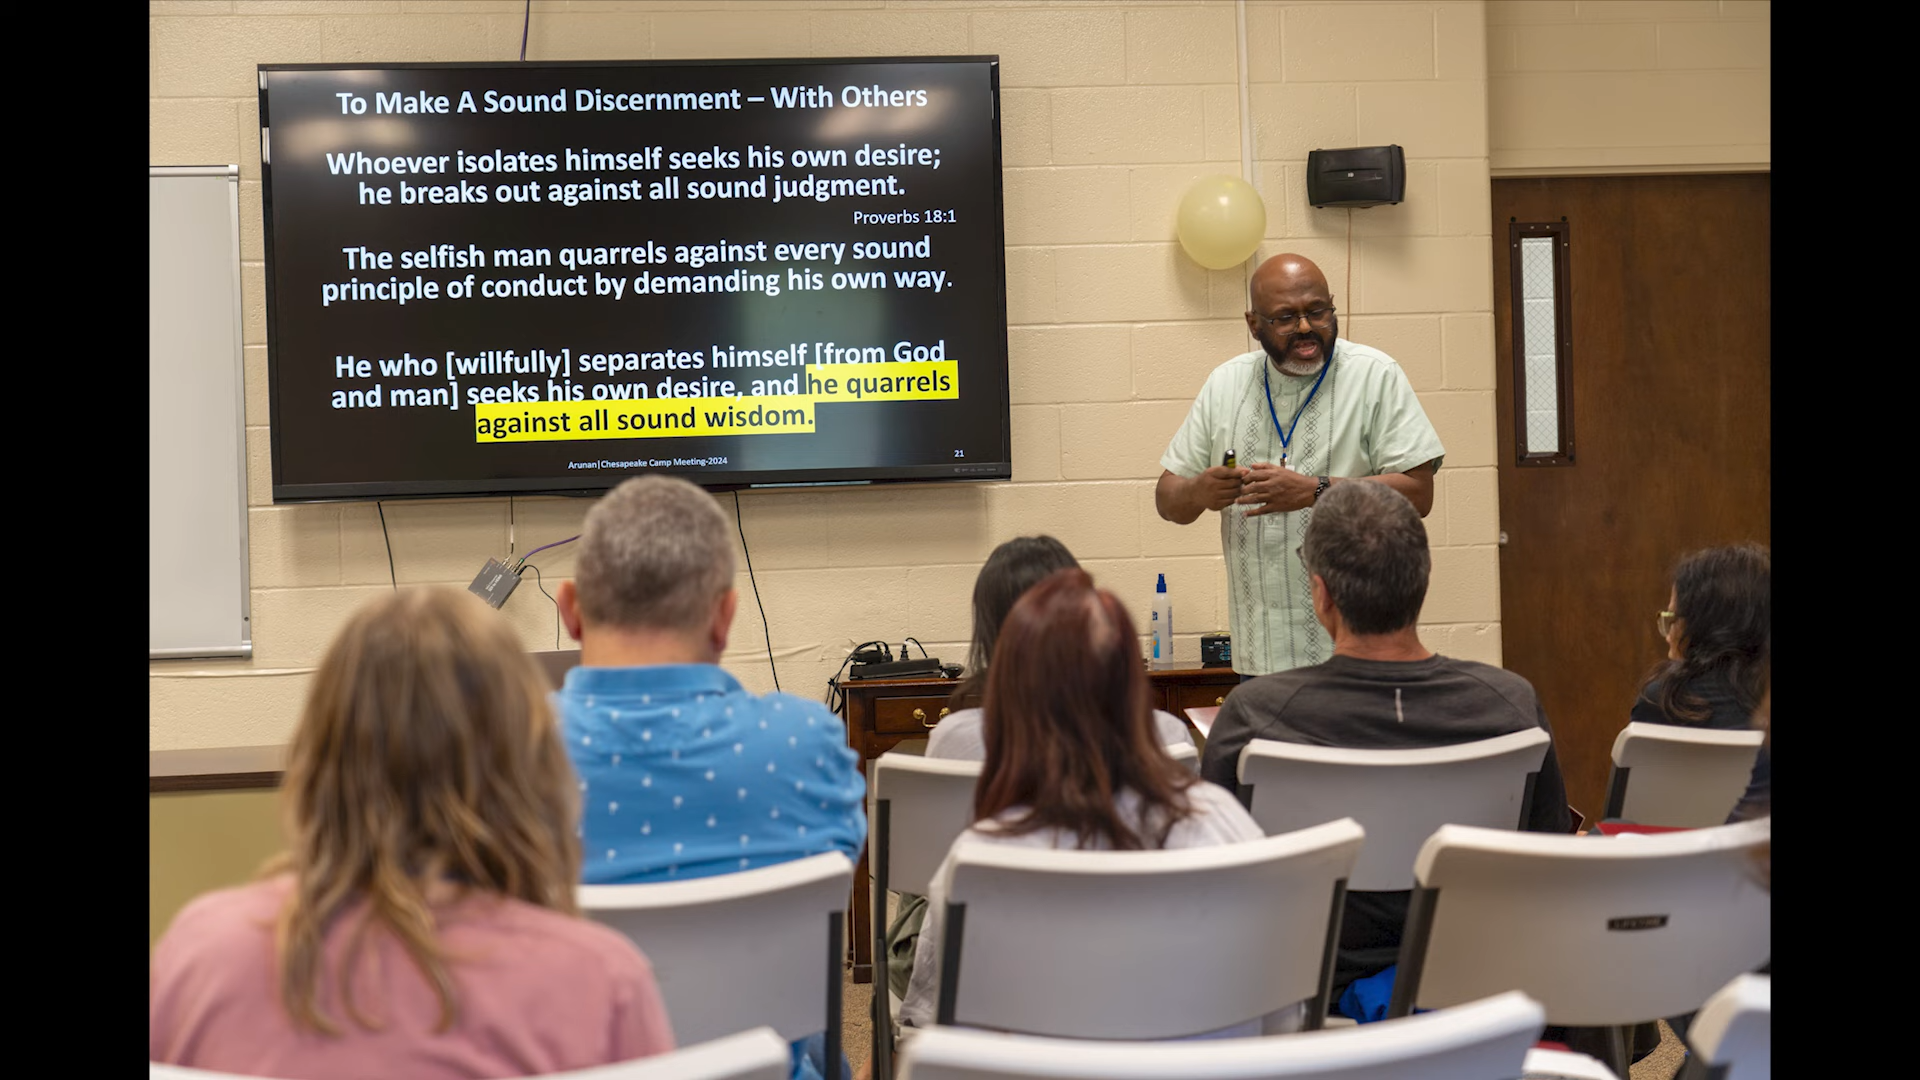 To Make A Sound Discernment – With Others
Whoever isolates himself seeks his own desire;
he breaks out against all sound judgment.
Proverbs 18:1
The selfish man quarrels against every sound
principle of conduct by demanding his own way.
He who [willfully] separates himself [from God
and man] seeks his own desire, and he quarrels
against all sound wisdom.
Arunan|Chesapeake Camp Meeting-2024
21
LIFETIME